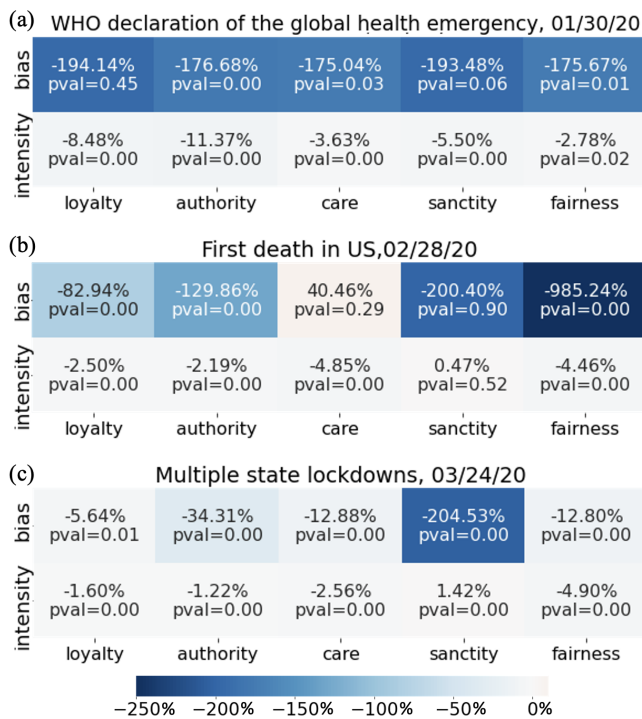 (a)
WHO declaration of the global health emergency, 01/30/20
bias
-194.14% -176.68% -175.04% -193.48% -175.67%
pval=0.45 pval=0.00 pval=0.03 pval=0.06 pval=0.01
intensity
-8.48% -11.37% -3.63% -5.50% -2.78%
pval=0.00 pval=0.00 pval=0.00 pval=0.00 pval=0.02
loyalty authority care sanctity fairness
(b)
First death in US,02/28/20
bias
-82.94% -129.86% 40.46% -200.40% -985.24%
pval=0.00 pval=0.00 pval=0.29 pval=0.90 pval=0.00
intensity
-2.50% -2.19% -4.85% 0.47% -4.46%
pval=0.00 pval=0.00 pval=0.00 pval=0.52 pval=0.00
loyalty authority care sanctity fairness
(c)
Multiple state lockdowns, 03/24/20
bias
-5.64% -34.31% -12.88% -204.53% -12.80%
pval=0.01 pval=0.00 pval=0.00 pval=0.00 pval=0.00
intensity
-1.60% -1.22% -2.56% 1.42% -4.90%
pval=0.00 pval=0.00 pval=0.00 pval=0.00 pval=0.00
loyalty authority care sanctity fairness
−250% −200% −150% −100% −50% 0%